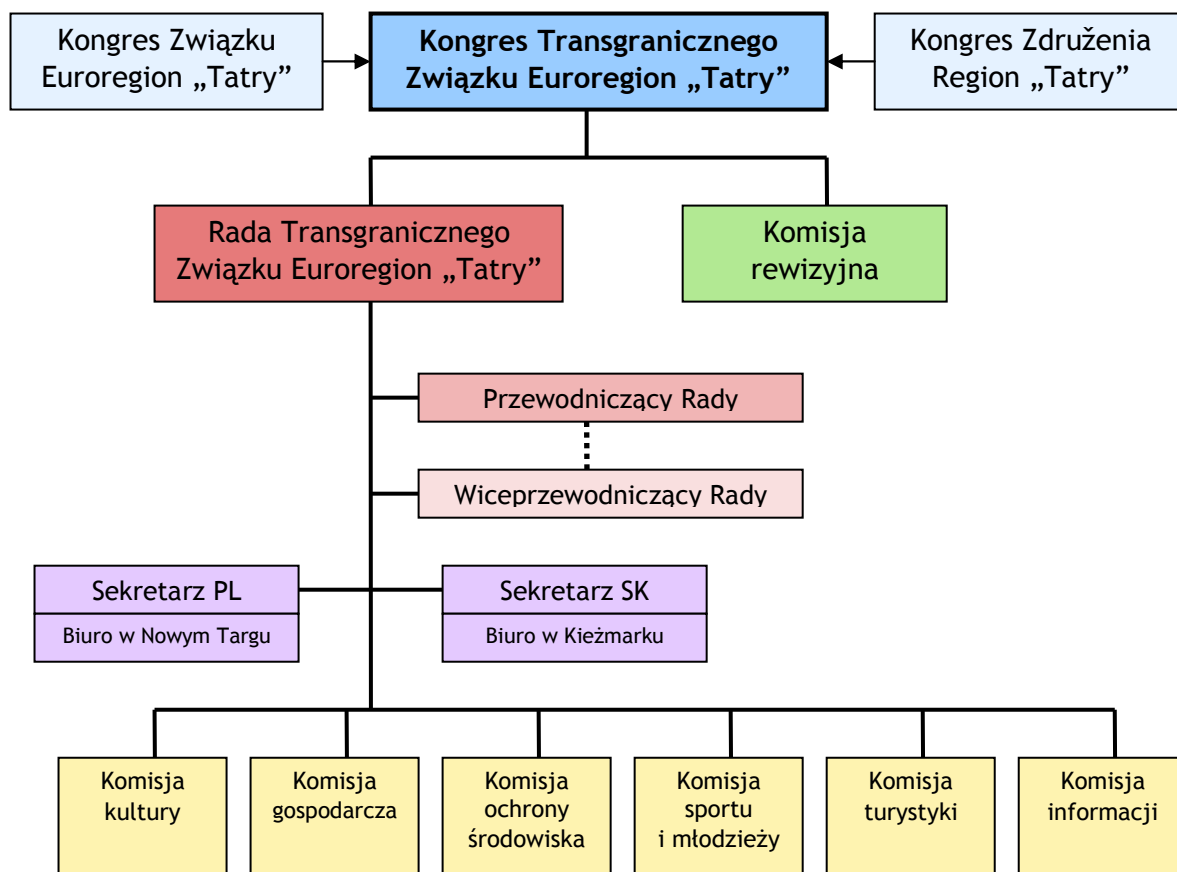 Kongres Związku
Euroregion „Tatry”
Kongres Transgranicznego
Związku Euroregion „Tatry”
Kongres Združenia
Region „Tatry”
Rada Transgranicznego
Związku Euroregion „Tatry”
Komisja
rewizyjna
Przewodniczący Rady
Wiceprzewodniczący Rady
Sekretarz PL
Biuro w Nowym Targu
Sekretarz SK
Biuro w Kieżmarku
Komisja
kultury
Komisja
gospodarcza
Komisja
ochrony
środowiska
Komisja
sportu
i młodzieży
Komisja
turystyki
Komisja
informacji